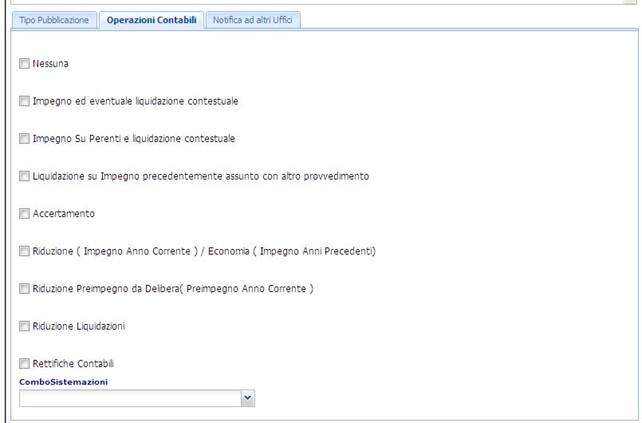 Tipo Pubblicazione Operazioni Contabili Notifica ad altri Uffici
Nessuna
Impegno ed eventuale liquidazione contestuale
Impegno Su Perenti e liquidazione contestuale
Liquidazione su Impegno precedentemente assunto con altro provvedimento
Accertamento
Riduzione ( Impegno Anno Corrente ) / Economia ( Impegno Anni Precedenti)
Riduzione Preimpegno da Delibera( Preimpegno Anno Corrente )
Riduzione Liquidazioni
Rettifiche Contabili
ComboSistemazioni